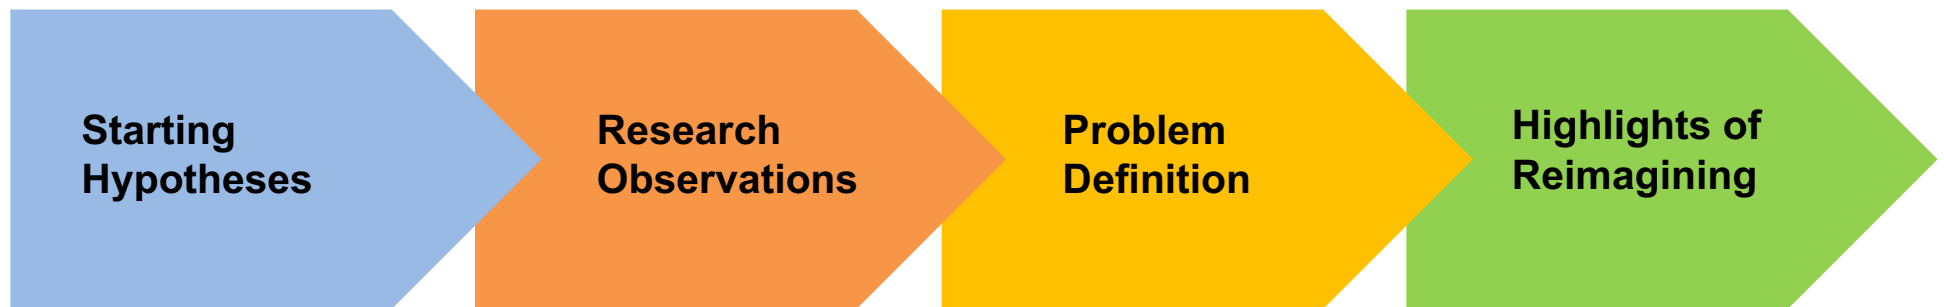 Starting
Hypotheses
Research
Observations
Problem
Definition
Highlights of
Reimagining